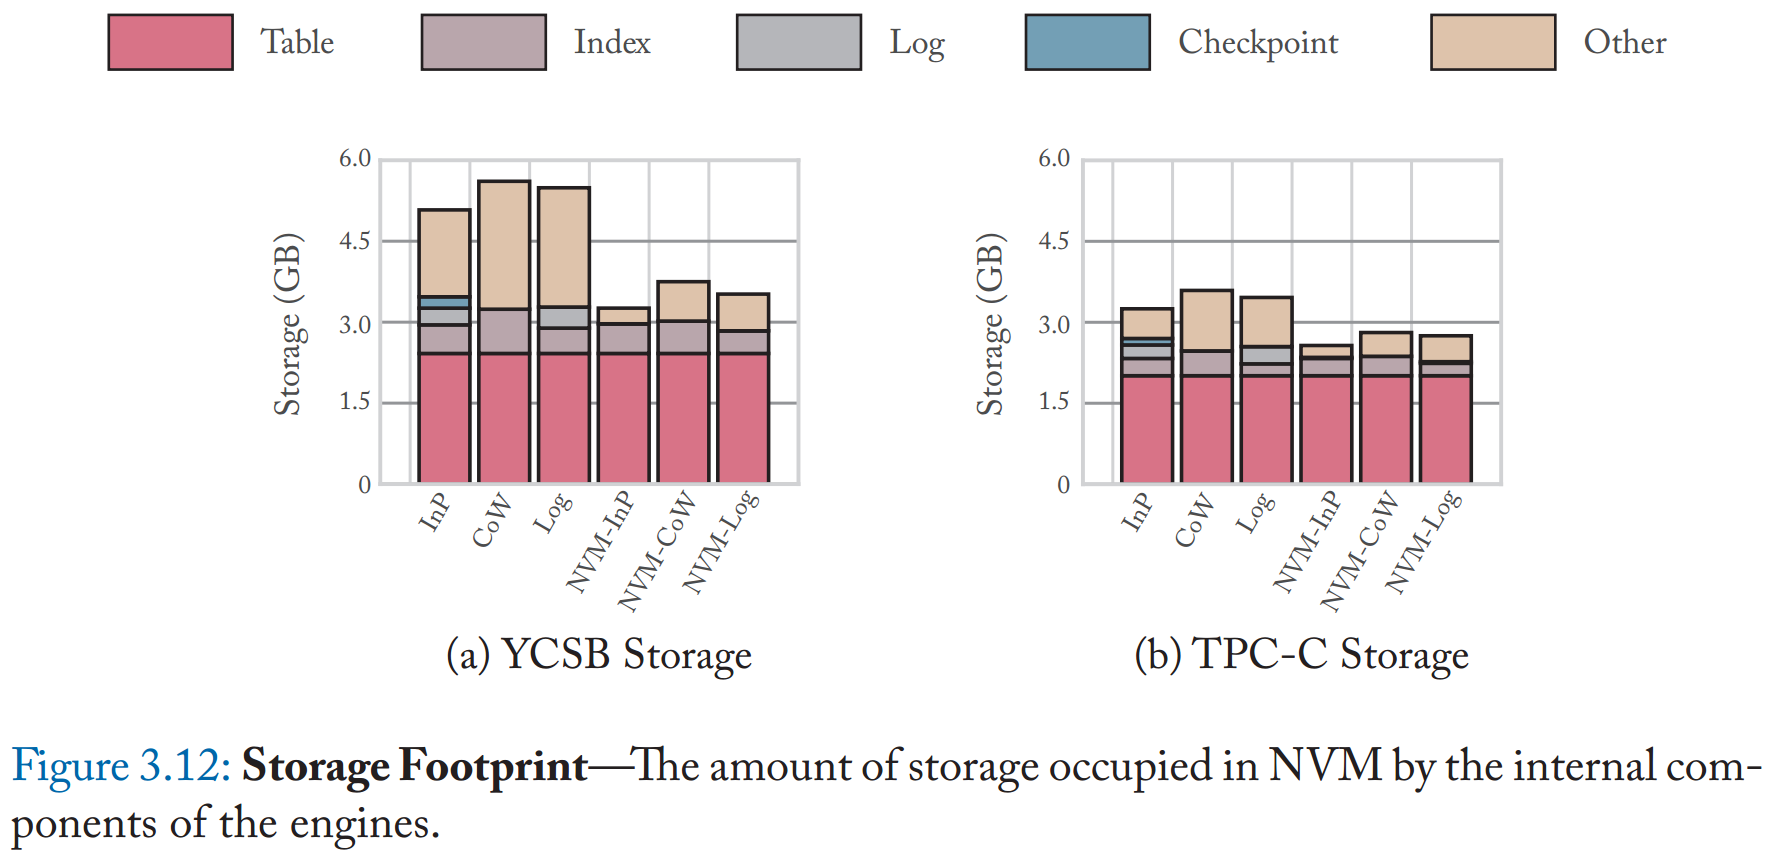 Table Index Log Checkpoint Other
6.0
4.5
3.0
1.5
0
Storage (GB)
InP
CoW
Log
NVM-InP
NVM-CoW
NVM-Log
(a) YCSB Storage
6.0
4.5
3.0
1.5
0
Storage (GB)
InP
CoW
Log
NVM-InP
NVM-CoW
NVM-Log
(b) TPC-C Storage
Figure 3.12: Storage Footprint—The amount of storage occupied in NVM by the internal com-
ponents of the engines.